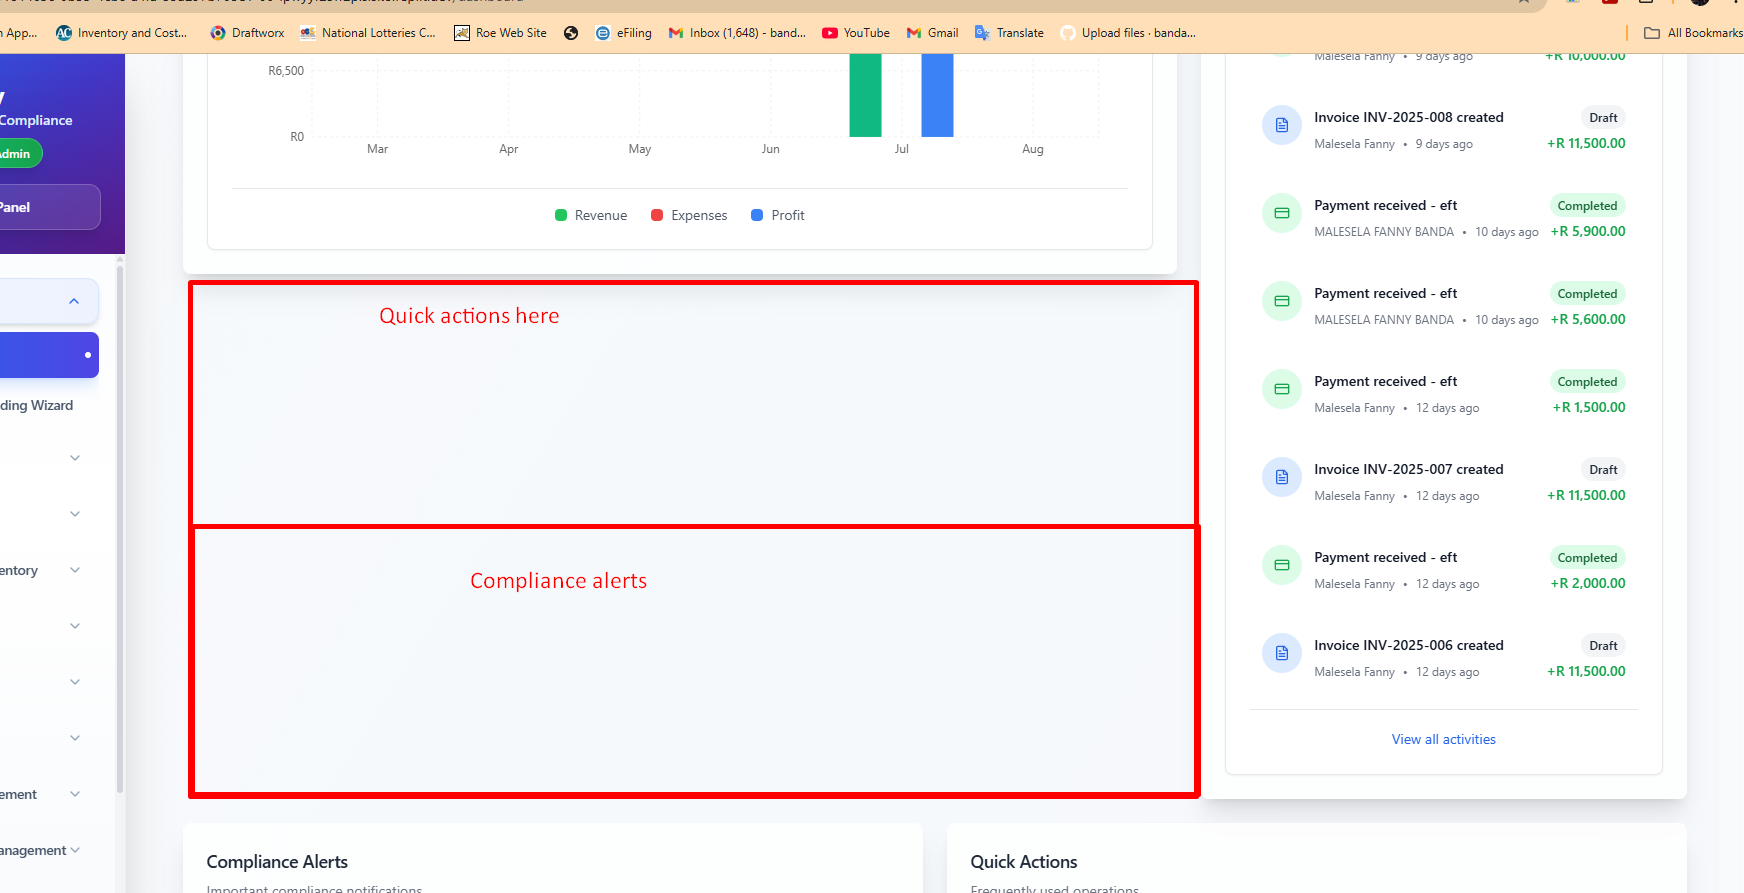 n App...
Inventory and Cost...
Draftworx
National Lotteries C...
Roe Web Site
eFiling
Inbox (1,648) - band...
YouTube
Gmail
Translate
Upload files · banda...
All Bookmarks
Compliance
Admin
Panel
ding Wizard
entory
ement
anagement
R6,500
R0
Mar
Apr
May
Jun
Jul
Aug
Revenue
Expenses
Profit
Quick actions here
Compliance alerts
Malesela Fanny • 9 days ago
+R 10,000.00
Invoice INV-2025-008 created
Draft
Malesela Fanny • 9 days ago
+R 11,500.00
Payment received - eft
Completed
MALESELA FANNY BANDA • 10 days ago
+R 5,900.00
Payment received - eft
Completed
MALESELA FANNY BANDA • 10 days ago
+R 5,600.00
Payment received - eft
Completed
Malesela Fanny • 12 days ago
+R 1,500.00
Invoice INV-2025-007 created
Draft
Malesela Fanny • 12 days ago
+R 11,500.00
Payment received - eft
Completed
Malesela Fanny • 12 days ago
+R 2,000.00
Invoice INV-2025-006 created
Draft
Malesela Fanny • 12 days ago
+R 11,500.00
View all activities
Compliance Alerts
Important compliance notifications
Quick Actions
Frequently used operations